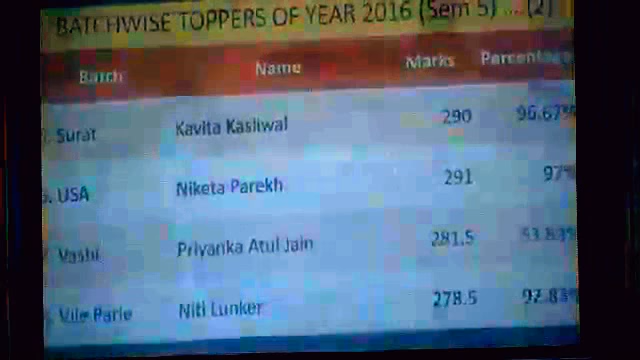 BATCHWISE TOPPERS OF YEAR 2016 (Sem 5) ....(2)
Batch Name Marks Percentage
Surat Kavita Kasliwal 290 96.67%
USA Niketa Parekh 291 97%
Vashi Priyanka Atul Jain 281.5 93.83%
Vile Parle Niti Lunker 278.5 92.83%